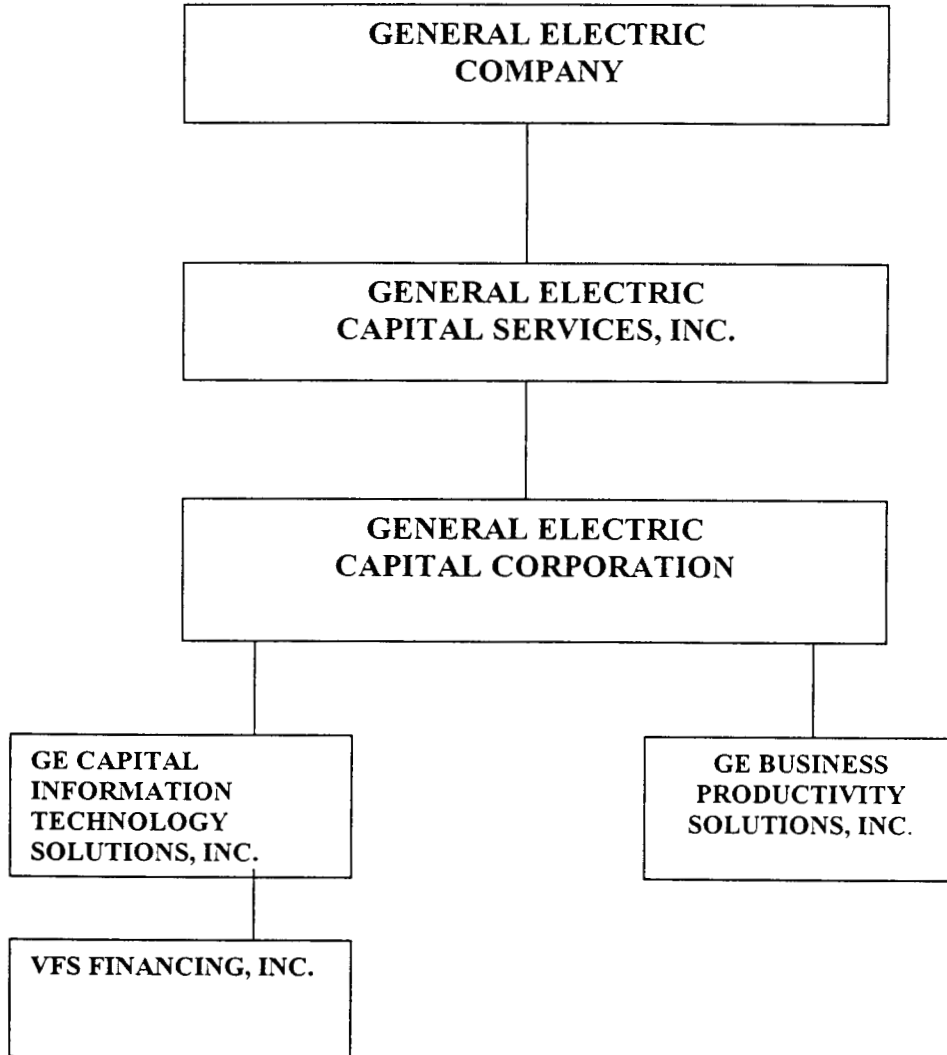 GENERAL ELECTRIC
COMPANY
GENERAL ELECTRIC
CAPITAL SERVICES, INC.
GENERAL ELECTRIC
CAPITAL CORPORATION
GE CAPITAL
INFORMATION
TECHNOLOGY
SOLUTIONS, INC.
GE BUSINESS
PRODUCTIVITY
SOLUTIONS, INC.
VFS FINANCING, INC.